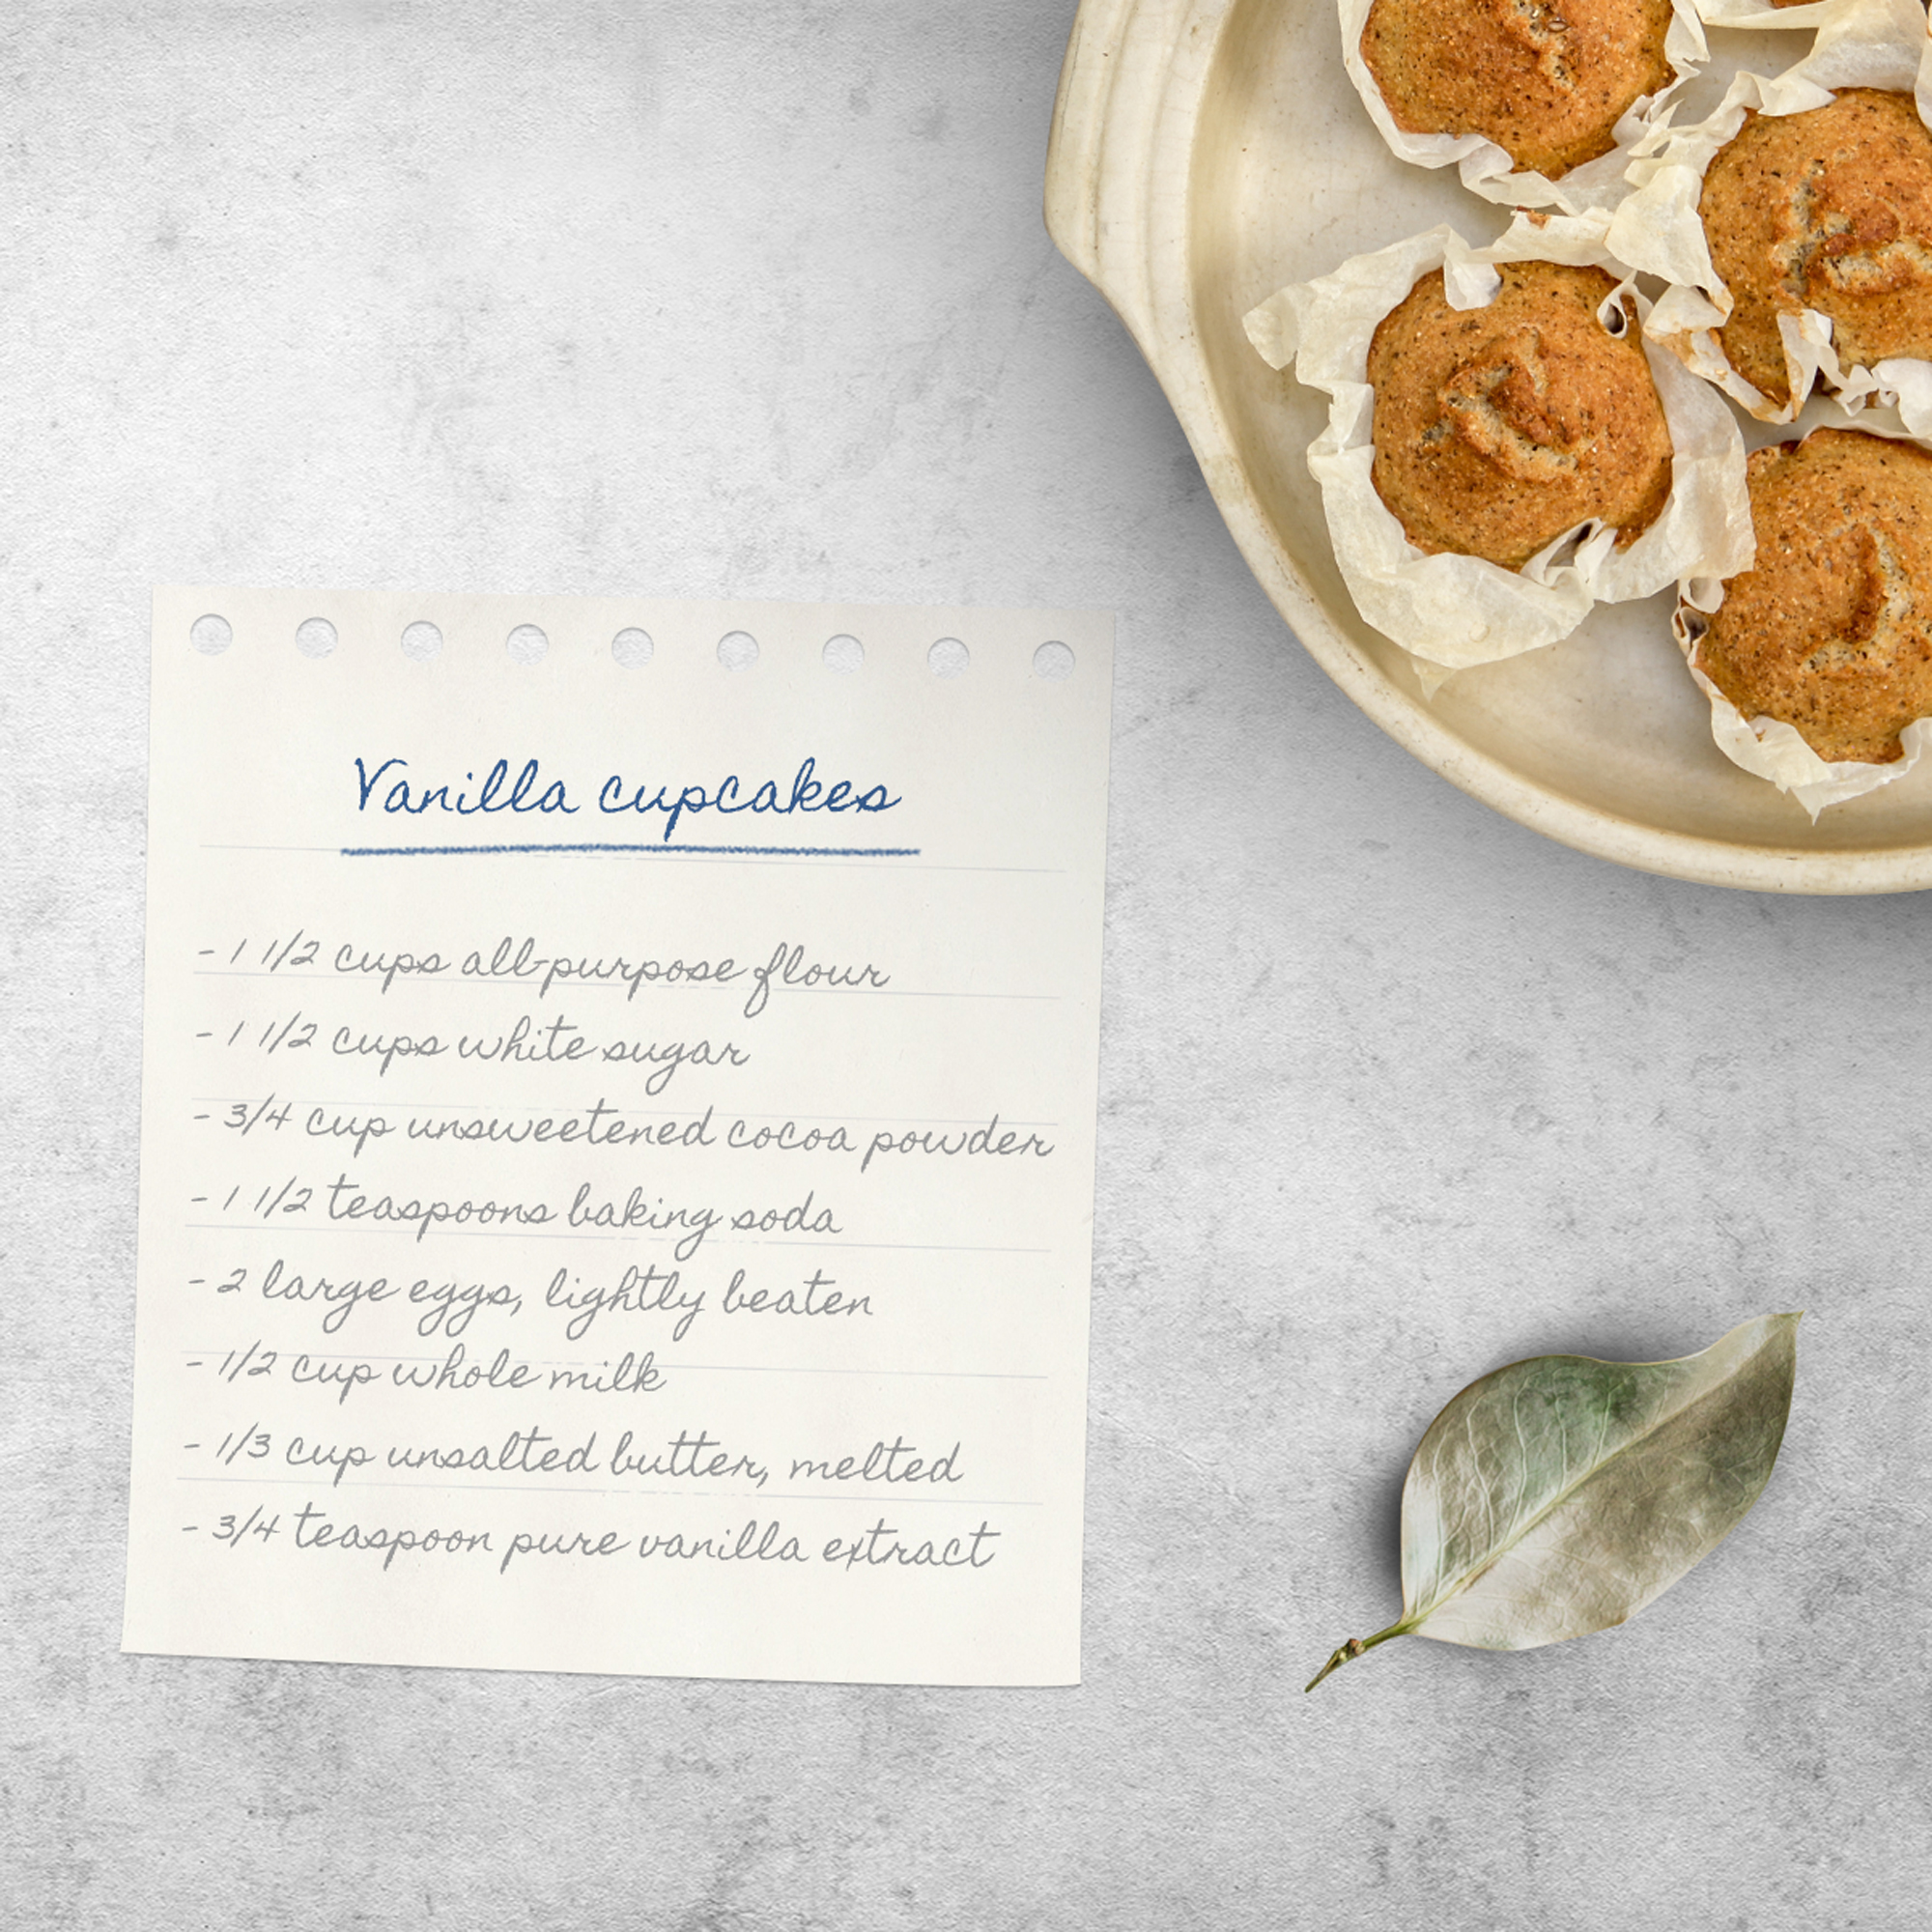 Vanilla cupcakes
- 1 1/2 cups all-purpose flour
- 1 1/2 cups white sugar
- 3/4 cup unsweetened cocoa powder
- 1 1/2 teaspoons baking soda
- 2 large eggs, lightly beaten
- 1/2 cup whole milk
- 1/3 cup unsalted butter, melted
- 3/4 teaspoon pure vanilla extract